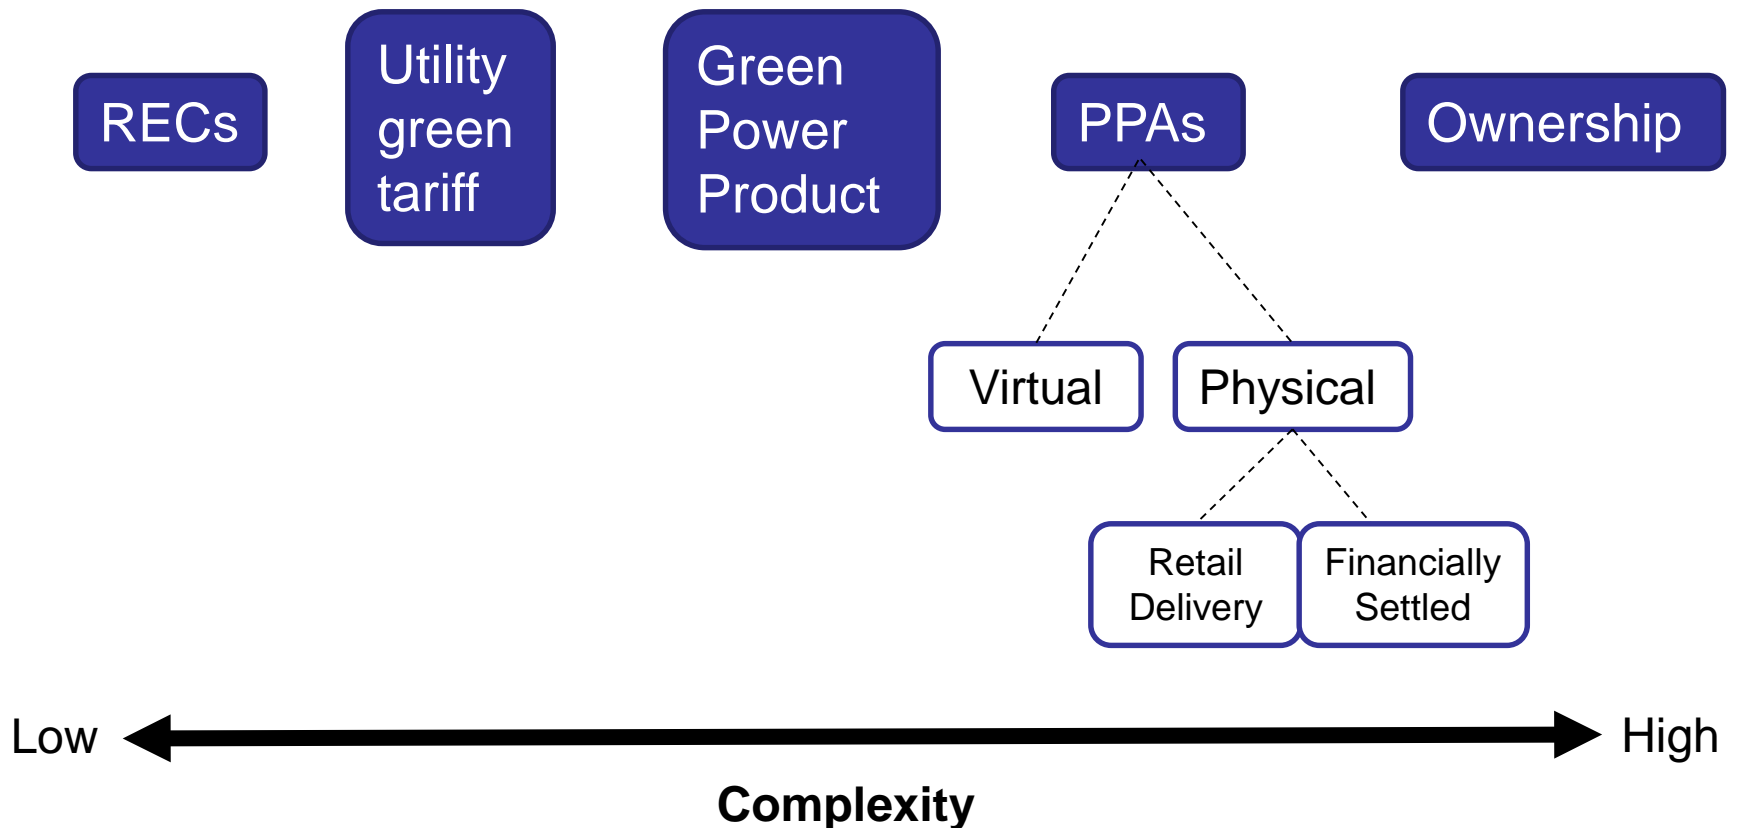 RECs
Utility
green
tariff
Green
Power
Product
PPAs
Ownership
Virtual
Physical
Retail
Delivery
Financially
Settled
Low
High
Complexity